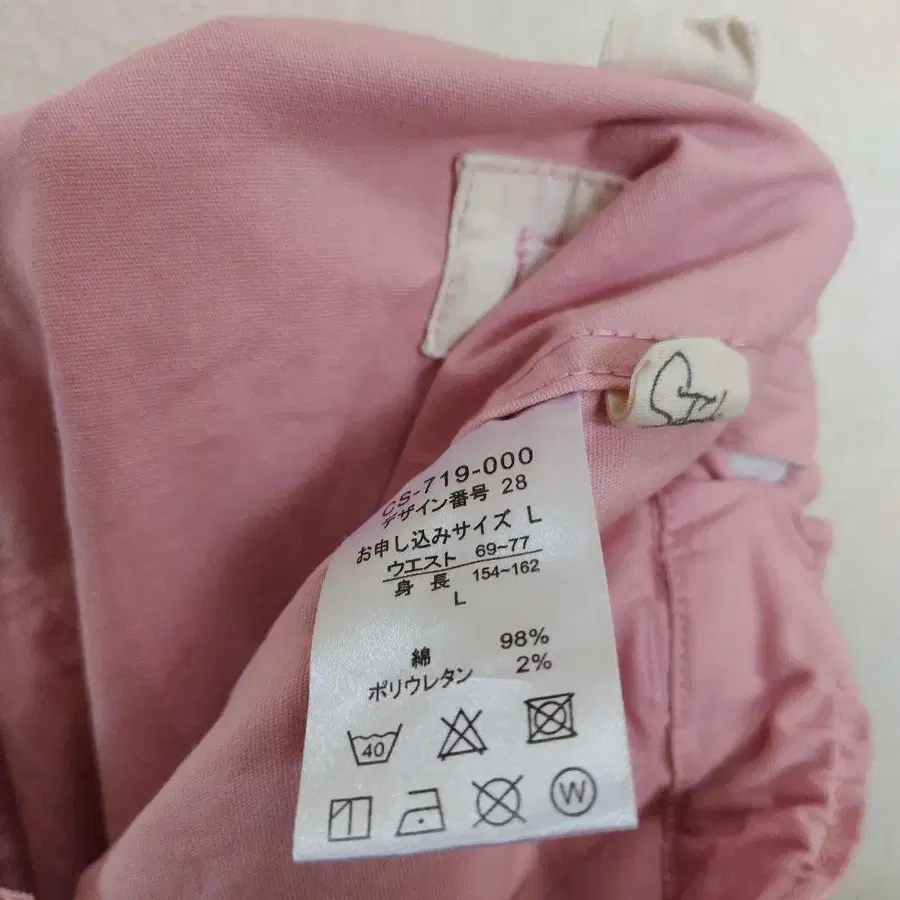 CS-719-000
デザイン番号 28
お申し込みサイズ L
ウエスト 69~77
身長 154~162
L
綿 98%
ポリウレタン 2%
40
W